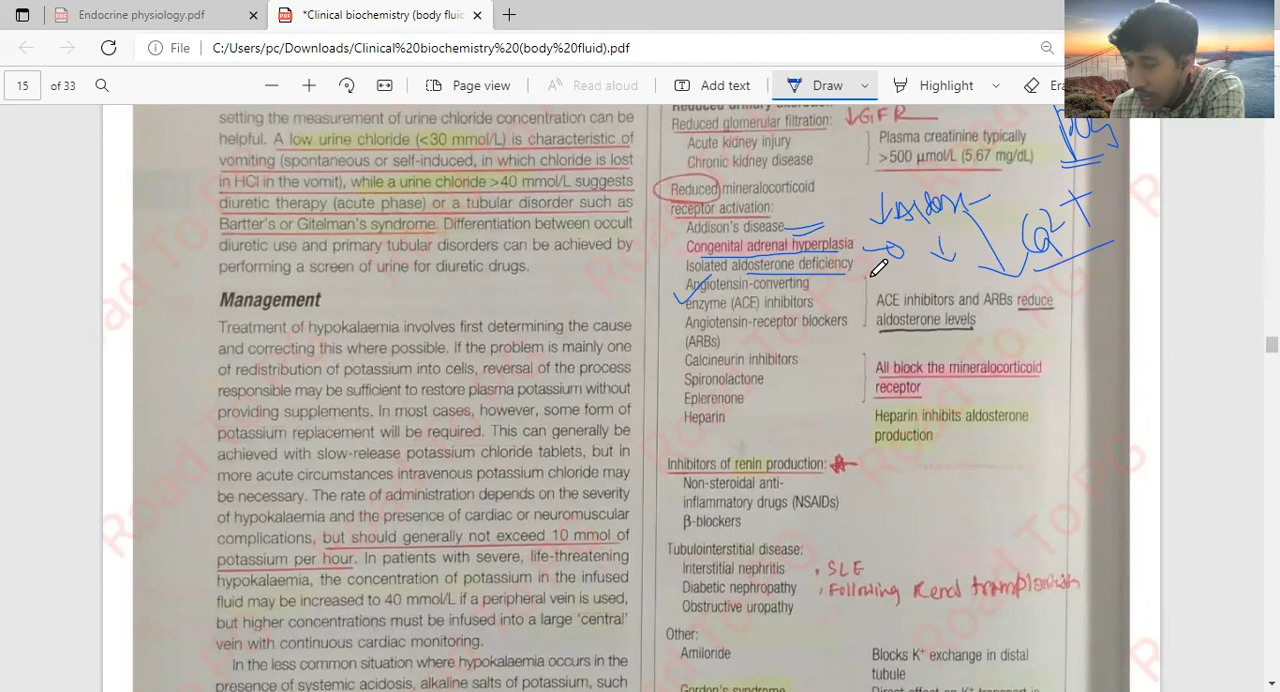 Endocrine physiology.pdf
*Clinical biochemistry (body fluid
File C:/Users/pc/Downloads/Clinical%20biochemistry%20(body%20fluid).pdf
15 of 33
Page view
Read aloud
Add text
Draw
Highlight
Era
setting the measurement of urine chloride concentration can be
helpful. A low urine chloride (<30 mmol/L) is characteristic of
vomiting (spontaneous or self-induced, in which chloride is lost
in HCl in the vomit), while a urine chloride >40 mmol/L suggests
diuretic therapy (acute phase) or a tubular disorder such as
Bartter's or Gitelman's syndrome. Differentiation between occult
diuretic use and primary tubular disorders can be achieved by
performing a screen of urine for diuretic drugs.
Management
Treatment of hypokalaemia involves first determining the cause
and correcting this where possible. If the problem is mainly one
of redistribution of potassium into cells, reversal of the process
responsible may be sufficient to restore plasma potassium without
providing supplements. In most cases, however, some form of
potassium replacement will be required. This can generally be
achieved with slow-release potassium chloride tablets, but in
more acute circumstances intravenous potassium chloride may
be necessary. The rate of administration depends on the severity
of hypokalaemia and the presence of cardiac or neuromuscular
complications, but should generally not exceed 10 mmol of
potassium per hour. In patients with severe, life-threatening
hypokalaemia, the concentration of potassium in the infused
fluid may be increased to 40 mmol/L if a peripheral vein is used,
but higher concentrations must be infused into a large 'central'
vein with continuous cardiac monitoring.
In the less common situation where hypokalaemia occurs in the
presence of systemic acidosis, alkaline salts of potassium, such
Reduced urinary excretion
Reduced glomerular filtration: ↓GFR
Acute kidney injury
Chronic kidney disease
Plasma creatinine typically
>500 µmol/L (5.67 mg/dL)
Reduced mineralocorticoid
receptor activation:
Addison's disease
Congenital adrenal hyperplasia
Isolated aldosterone deficiency
Angiotensin-converting
enzyme (ACE) inhibitors
Angiotensin-receptor blockers
(ARBs)
ACE inhibitors and ARBs reduce
aldosterone levels
Calcineurin inhibitors
Spironolactone
Eplerenone
All block the mineralocorticoid
receptor
Heparin
Heparin inhibits aldosterone
production
Inhibitors of renin production:
Non-steroidal anti-
inflammatory drugs (NSAIDs)
β-blockers
Tubulointerstitial disease:
Interstitial nephritis
Diabetic nephropathy
Obstructive uropathy
SLE
Following Renal transplantation
Other:
Amiloride
Blocks K⁺ exchange in distal
tubule
Gordon's syndrome
Direct effect on K⁺ transport in
Road To PG